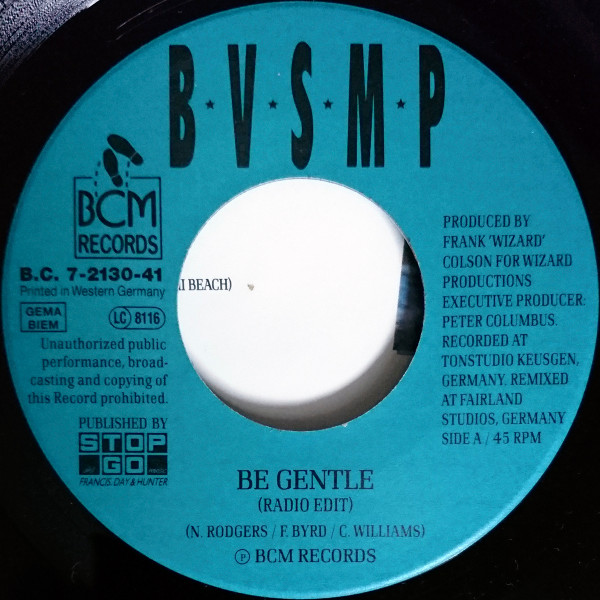 B★V★S★M★P
BCM
RECORDS
B.C. 7-2130-41
Printed in Western Germany
GEMA
BIEM
LC 8116
Unauthorized public
performance, broad-
casting and copying of
this Record prohibited.
PUBLISHED BY
STOP
GO
FRANCIS, DAY & HUNTER
PRODUCED BY
FRANK 'WIZARD'
COLSON FOR WIZARD
PRODUCTIONS
EXECUTIVE PRODUCER:
PETER COLUMBUS.
RECORDED AT
TONSTUDIO KEUSGEN,
GERMANY. REMIXED
AT FAIRLAND
STUDIOS, GERMANY
SIDE A / 45 RPM
I BEACH)
BE GENTLE
(RADIO EDIT)
(N. RODGERS / F. BYRD / C. WILLIAMS)
Ⓟ BCM RECORDS